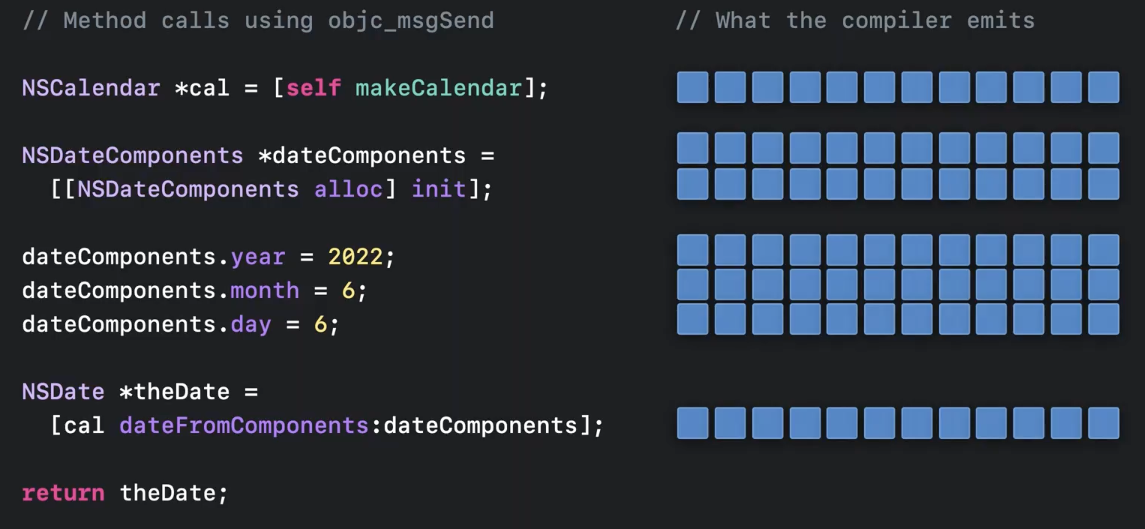 // Method calls using objc_msgSend
// What the compiler emits
NSCalendar *cal = [self makeCalendar];
NSDateComponents *dateComponents =
[[NSDateComponents alloc] init];
dateComponents.year = 2022;
dateComponents.month = 6;
dateComponents.day = 6;
NSDate *theDate =
[cal dateFromComponents:dateComponents];
return theDate;